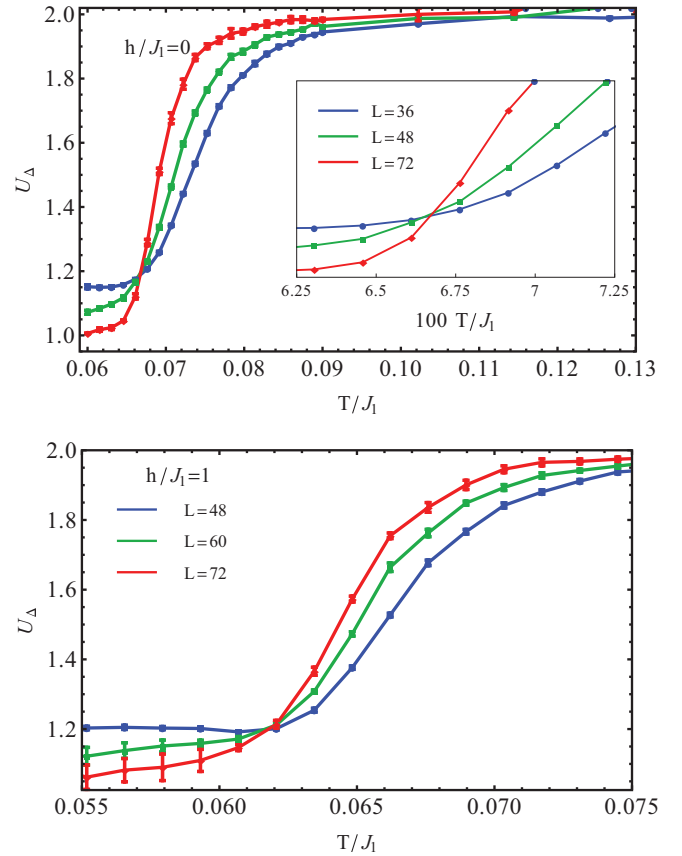 2.0
1.8
1.6
1.4
1.2
1.0
U_Δ
h/J₁=0
L=36
L=48
L=72
6.25 6.5 6.75 7 7.25
100 T/J₁
0.06 0.07 0.08 0.09 0.10 0.11 0.12 0.13
T/J₁
2.0
1.8
1.6
1.4
1.2
U_Δ
h/J₁=1
L=48
L=60
L=72
0.055 0.060 0.065 0.070 0.075
T/J₁